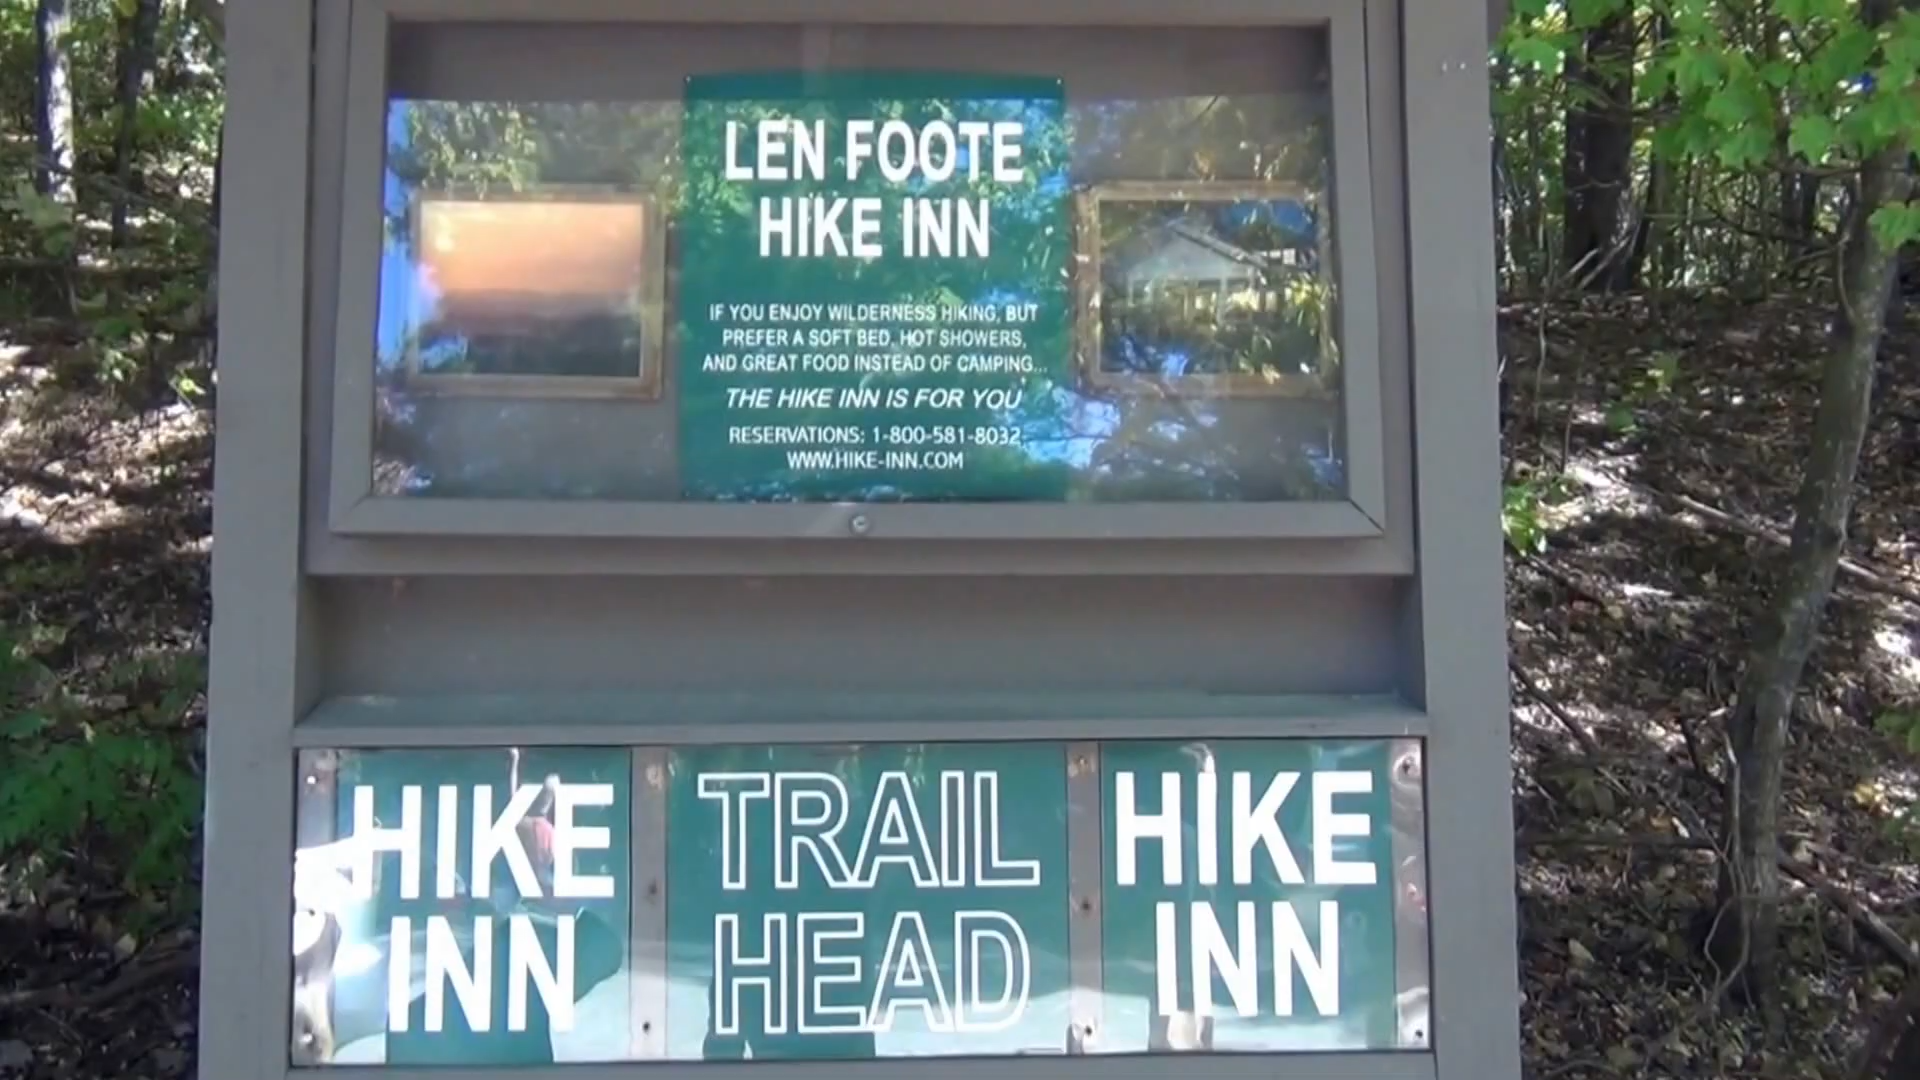 LEN FOOTE
HIKE INN
IF YOU ENJOY WILDERNESS HIKING, BUT
PREFER A SOFT BED, HOT SHOWERS,
AND GREAT FOOD INSTEAD OF CAMPING...
THE HIKE INN IS FOR YOU
RESERVATIONS: 1-800-581-8032
WWW.HIKE-INN.COM
HIKE
INN
TRAIL
HEAD
HIKE
INN